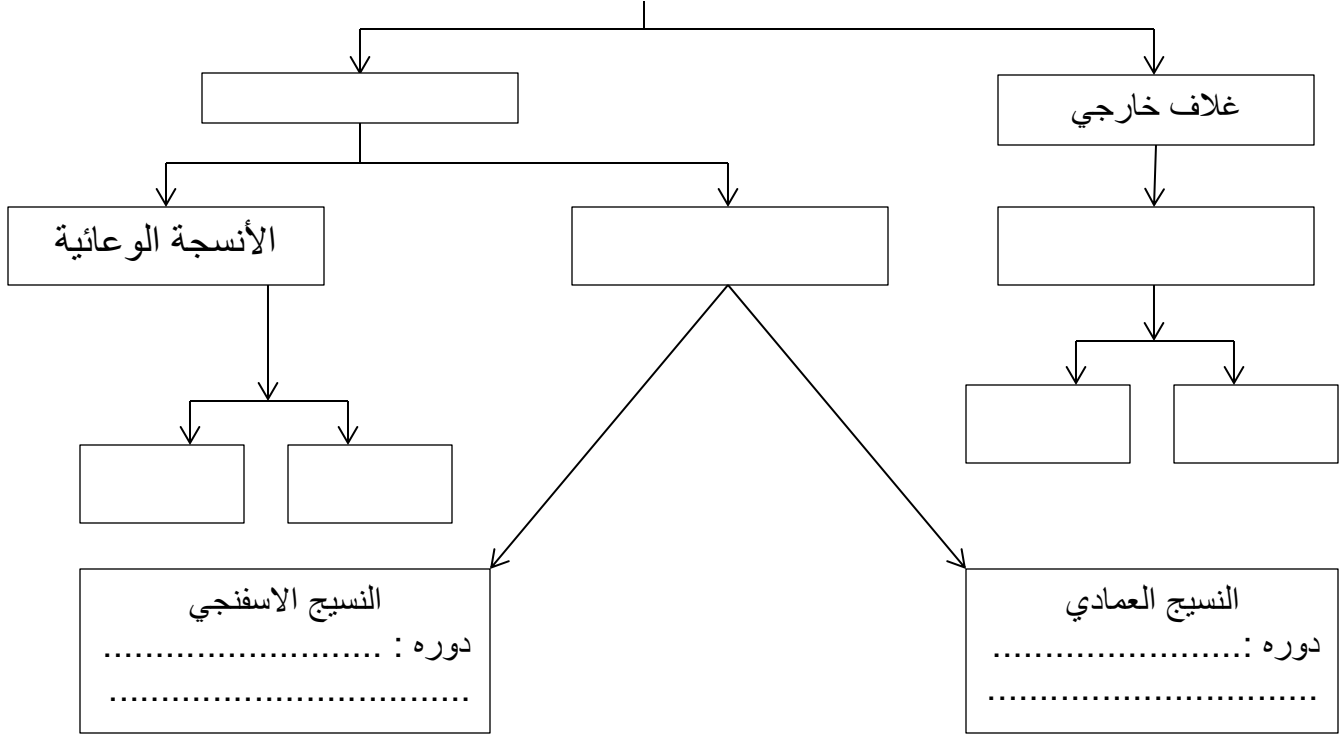 غلاف خارجي
الأنسجة الوعائية
النسيج العمادي
دوره :........................
................................
النسيج الاسفنجي
دوره : ...........................
...................................